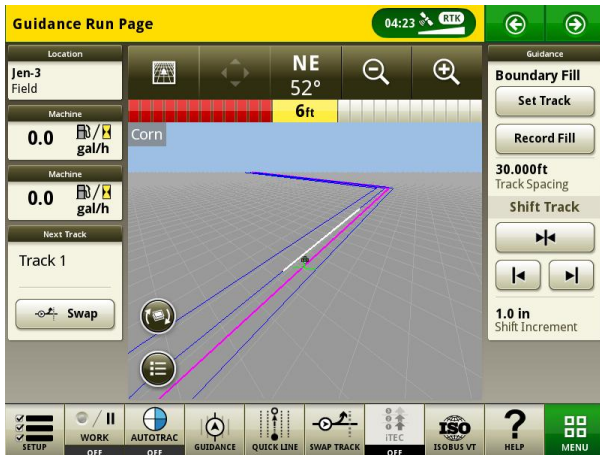 Guidance Run Page
04:23
RTK
Location
Jen-3
Field
Machine
0.0
gal/h
Machine
0.0
gal/h
Next Track
Track 1
Swap
NE
52°
6ft
Corn
Guidance
Boundary Fill
Set Track
Record Fill
30.000ft
Track Spacing
Shift Track
1.0 in
Shift Increment
SETUP
WORK
OFF
AUTOTRAC
OFF
GUIDANCE
QUICK LINE
SWAP TRACK
iTEC
OFF
ISO
ISOBUS VT
?
HELP
MENU